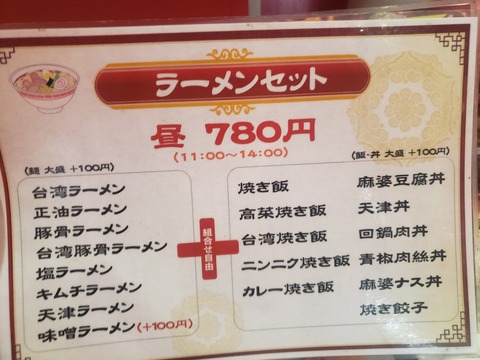 ラーメンセット
昼 780円
(11:00～14:00)
(麺 大盛 +100円)
台湾ラーメン
正油ラーメン
豚骨ラーメン
台湾豚骨ラーメン
塩ラーメン
キムチラーメン
天津ラーメン
味噌ラーメン(+100円)
組合せ自由
(飯・丼 大盛 +100円)
焼き飯
高菜焼き飯
台湾焼き飯
ニンニク焼き飯
カレー焼き飯
麻婆豆腐丼
天津丼
回鍋肉丼
青椒肉絲丼
麻婆ナス丼
焼き餃子